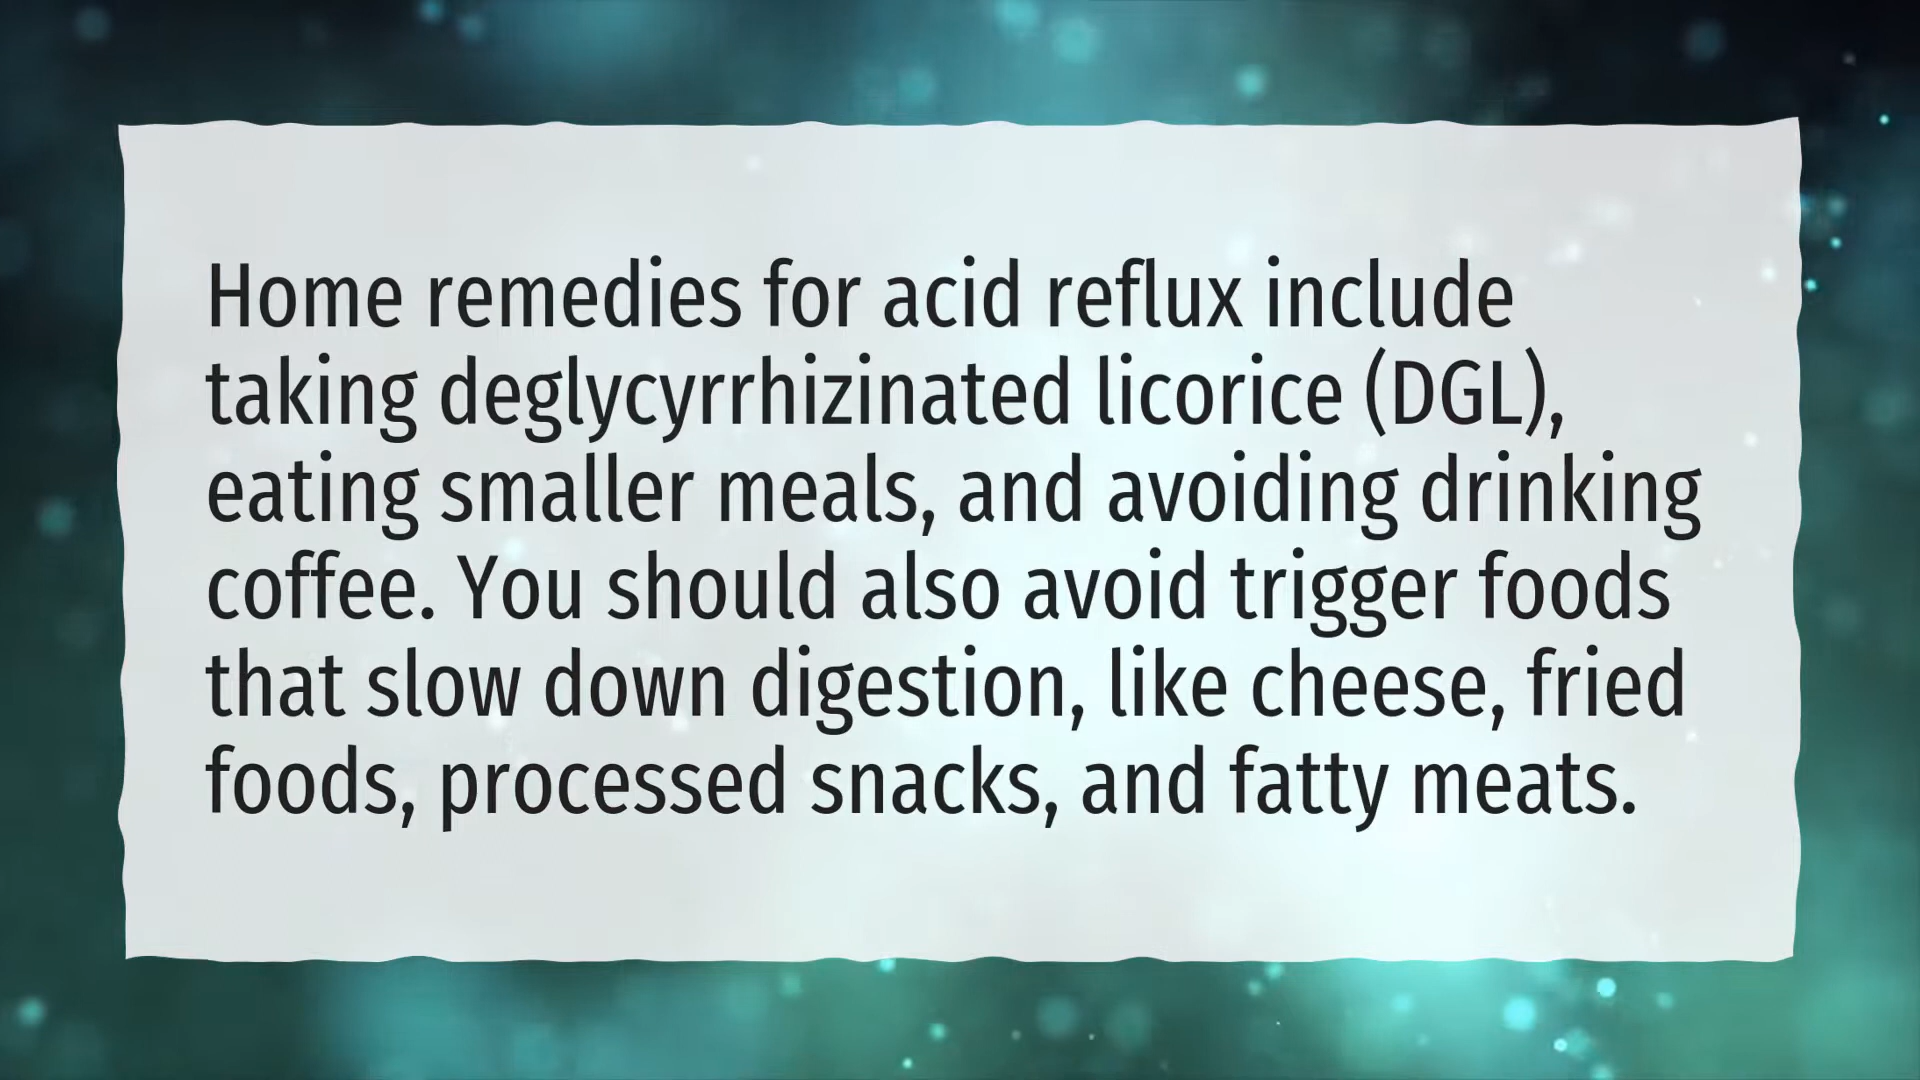 Home remedies for acid reflux include
taking deglycyrrhizinated licorice (DGL),
eating smaller meals, and avoiding drinking
coffee. You should also avoid trigger foods
that slow down digestion, like cheese, fried
foods, processed snacks, and fatty meats.